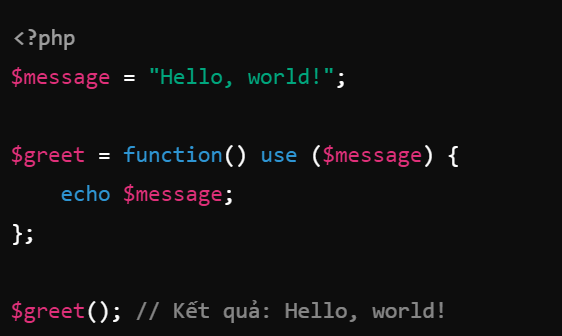 <?php
$message = "Hello, world!";
$greet = function() use ($message) {
    echo $message;
};
$greet(); // Kết quả: Hello, world!